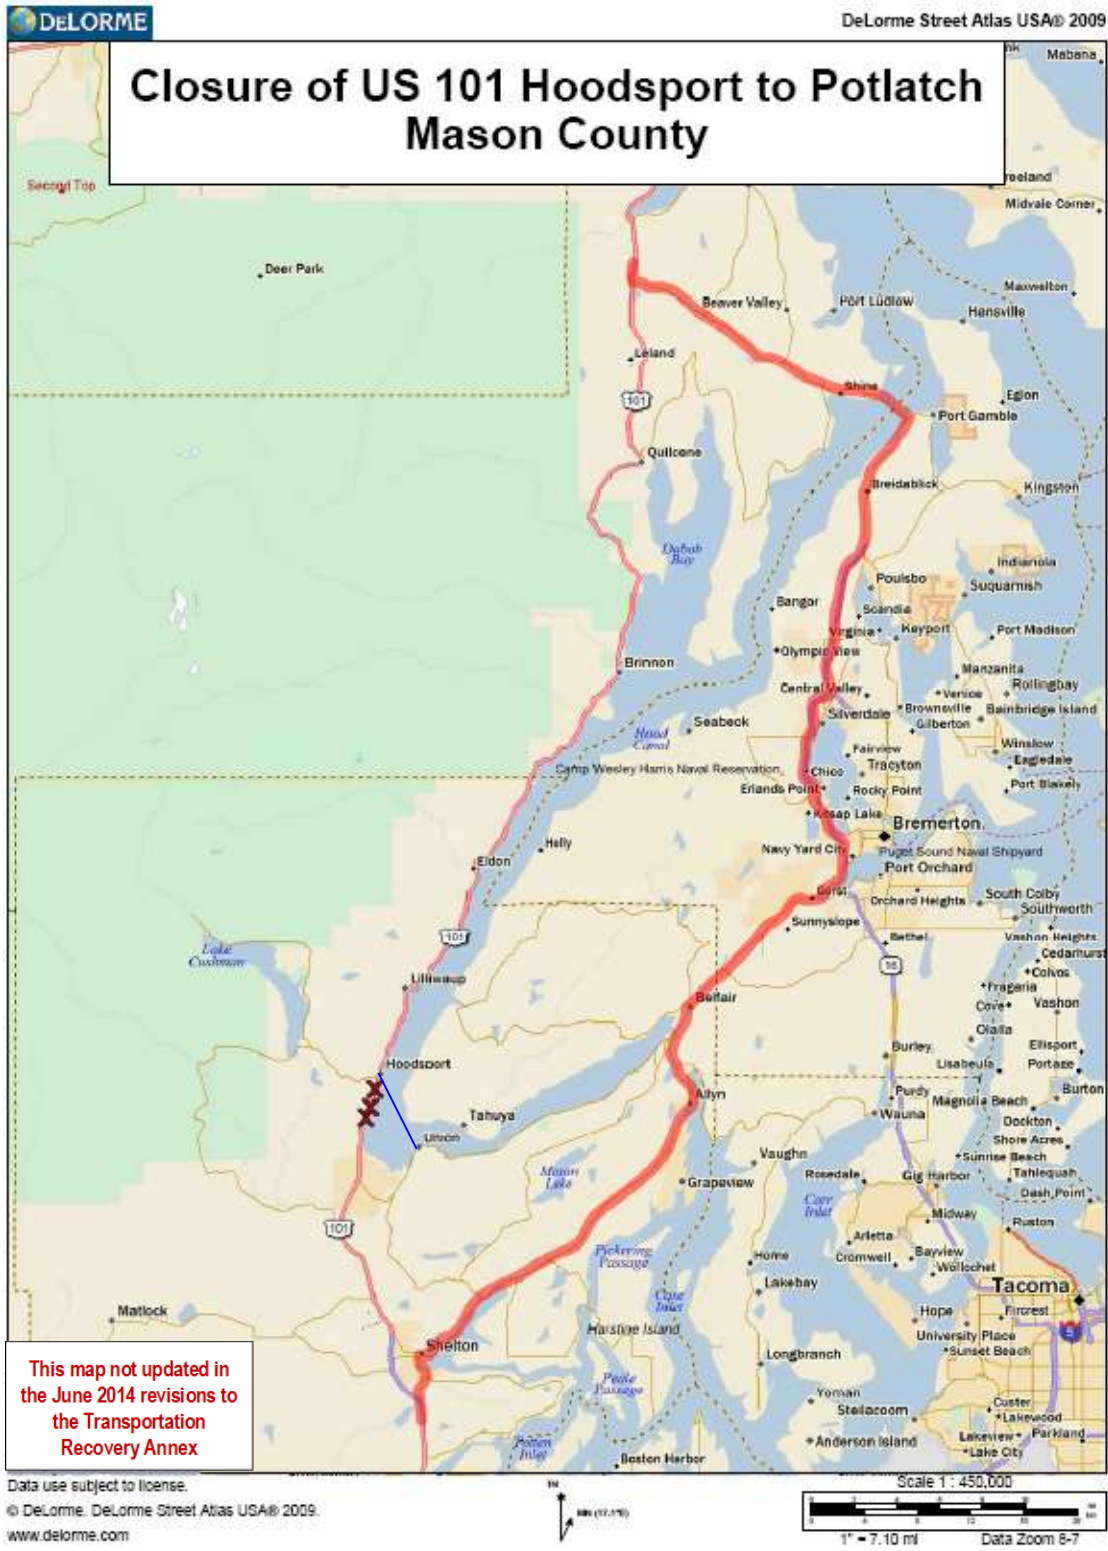 DELORME
DeLorme Street Atlas USA® 2009
Closure of US 101 Hoodsport to Potlatch
Mason County
Mabana
Second Top
reeland
Midvale Corner
Deer Park
Maxwelton
Beaver Valley
Port Ludlow
Hansville
Leland
Shine
Eglon
101
Port Gamble
Quilcene
Breidablick
Kingston
Dabob
Bay
Indianola
Poulsbo
Suquamish
Bangor
Scandia
Virginia
Keyport
Port Madison
Olympic View
Brinnon
Manzanita
Rollingbay
Central Valley
Venice
Brownsville
Bainbridge Island
Seabeck
Silverdale
Gilberton
Hood
Canal
Fairview
Winslow
Camp Wesley Harris Naval Reservation
Chico
Tracyton
Eagledale
Erlands Point
Rocky Point
Port Blakely
Kitsap Lake
Bremerton
Holly
Navy Yard City
Puget Sound Naval Shipyard
Eldon
Port Orchard
Gorst
Orchard Heights
South Colby
Southworth
Sunnyslope
101
Bethel
Vashon Heights
Lake
Cushman
Cedarhurst
16
Colvos
Lilliwaup
Fragaria
Belfair
Cove
Vashon
Olalla
Burley
Ellisport
Hoodsport
Lisabeula
Portage
Allyn
Purdy
Burton
Magnolia Beach
Tahuya
Wauna
Dockton
Union
Shore Acres
Vaughn
Sunrise Beach
Mason
Lake
Rosedale
Gig Harbor
Tahlequah
Grapeview
Dash Point
Carr
Inlet
Midway
Ruston
101
Arletta
Pickering
Passage
Home
Cromwell
Bayview
Wollochet
Lakebay
Tacoma
Case
Inlet
Matlock
Hope
Fircrest
Harstine Island
University Place
5
Shelton
Sunset Beach
Longbranch
This map not updated in
the June 2014 revisions to
the Transportation
Recovery Annex
Peale
Passage
Yoman
Custer
Steilacoom
Lakewood
Totten
Inlet
Anderson Island
Lakeview
Parkland
Lake City
Boston Harbor
Data use subject to license.
© DeLorme. DeLorme Street Atlas USA® 2009.
www.delorme.com
TN
MN (17.1°E)
Scale 1 : 450,000
1" = 7.10 mi
Data Zoom 8-7